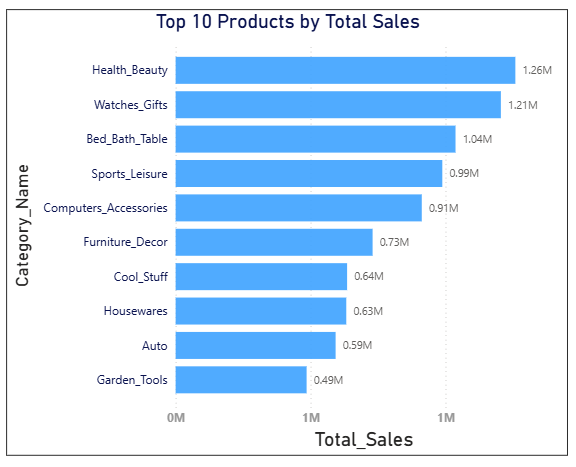 Top 10 Products by Total Sales
Health_Beauty 1.26M
Watches_Gifts 1.21M
Bed_Bath_Table 1.04M
Sports_Leisure 0.99M
Computers_Accessories 0.91M
Furniture_Decor 0.73M
Cool_Stuff 0.64M
Housewares 0.63M
Auto 0.59M
Garden_Tools 0.49M
Category_Name
0M 1M 1M
Total_Sales